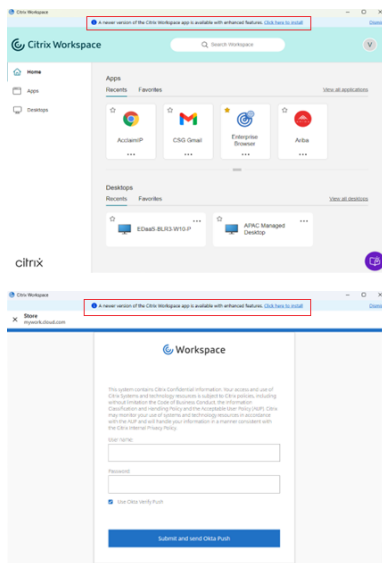 Citrix Workspace
A newer version of the Citrix Workspace app is available with enhanced features. Click here to install
Dismiss
Citrix Workspace
Search Workspace
V
Home
Apps
Desktops
Apps
Recents Favorites
View all applications
AcclaimIP
CSG Gmail
Enterprise
Browser
Ariba
Desktops
Recents Favorites
View all desktops
EDaaS-BLR3-W10-P
APAC Managed
Desktop
citrix
Citrix Workspace
A newer version of the Citrix Workspace app is available with enhanced features. Click here to install
Store
mywork.cloud.com
Workspace
This system contains Citrix Confidential Information. Your access and use of
Citrix Systems and technology resources is subject to Citrix policies, including
without limitation the Code of Business Conduct, the Information
Classification and Handling Policy and the Acceptable User Policy (AUP). Citrix
may monitor your use of systems and technology resources in accordance
with the AUP and will handle your information in a manner consistent with
the Citrix Internal Privacy Policy.
User name
Password
Use Okta Verify Push
Submit and send Okta Push